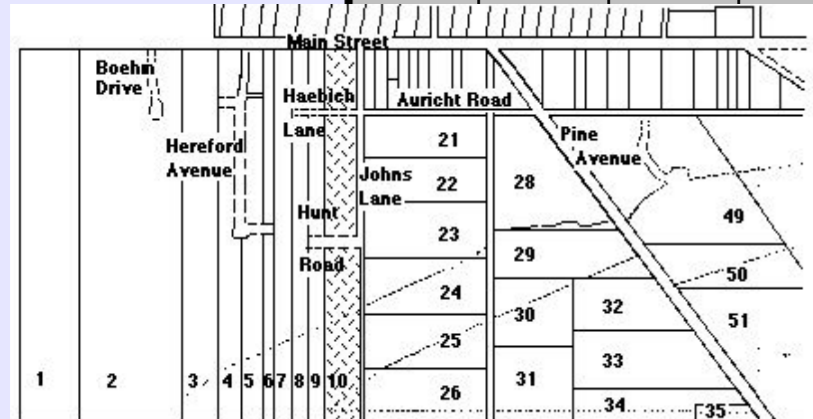 Main Street
Boehm
Drive
Haebich
Lane
Auricht Road
Hereford
Avenue
Pine
Avenue
Johns
Lane
Hunt
Road
21
22
28
23
49
29
50
24
30
32
51
25
33
1
2
3
4
5
6
7
8
9
10
26
31
34
35